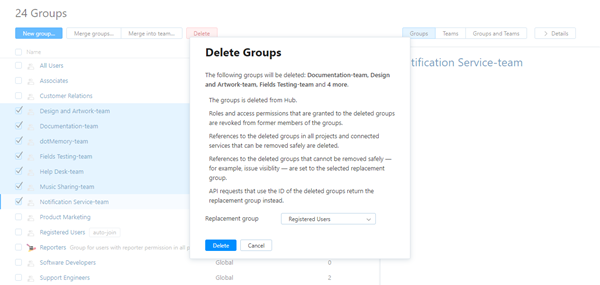 24 Groups
New group...
Merge groups...
Merge into team...
Delete
Groups
Teams
Groups and Teams
Details
Name
All Users
Associates
Customer Relations
Design and Artwork-team
Documentation-team
dotMemory-team
Fields Testing-team
Help Desk-team
Music Sharing-team
Notification Service-team
Product Marketing
Registered Users auto-join
Reporters Group for users with reporter permission in all p
Software Developers Global 0
Support Engineers Global 2
tification Service-team
Delete Groups
The following groups will be deleted: Documentation-team, Design
and Artwork-team, Fields Testing-team and 4 more.
The groups is deleted from Hub.
Roles and access permissions that are granted to the deleted groups
are revoked from former members of the groups.
References to the deleted groups in all projects and connected
services that can be removed safely are deleted.
References to the deleted groups that cannot be removed safely —
for example, issue visiblity — are set to the selected replacement
group.
API requests that use the ID of the deleted groups return the
replacement group instead.
Replacement group Registered Users
Delete Cancel